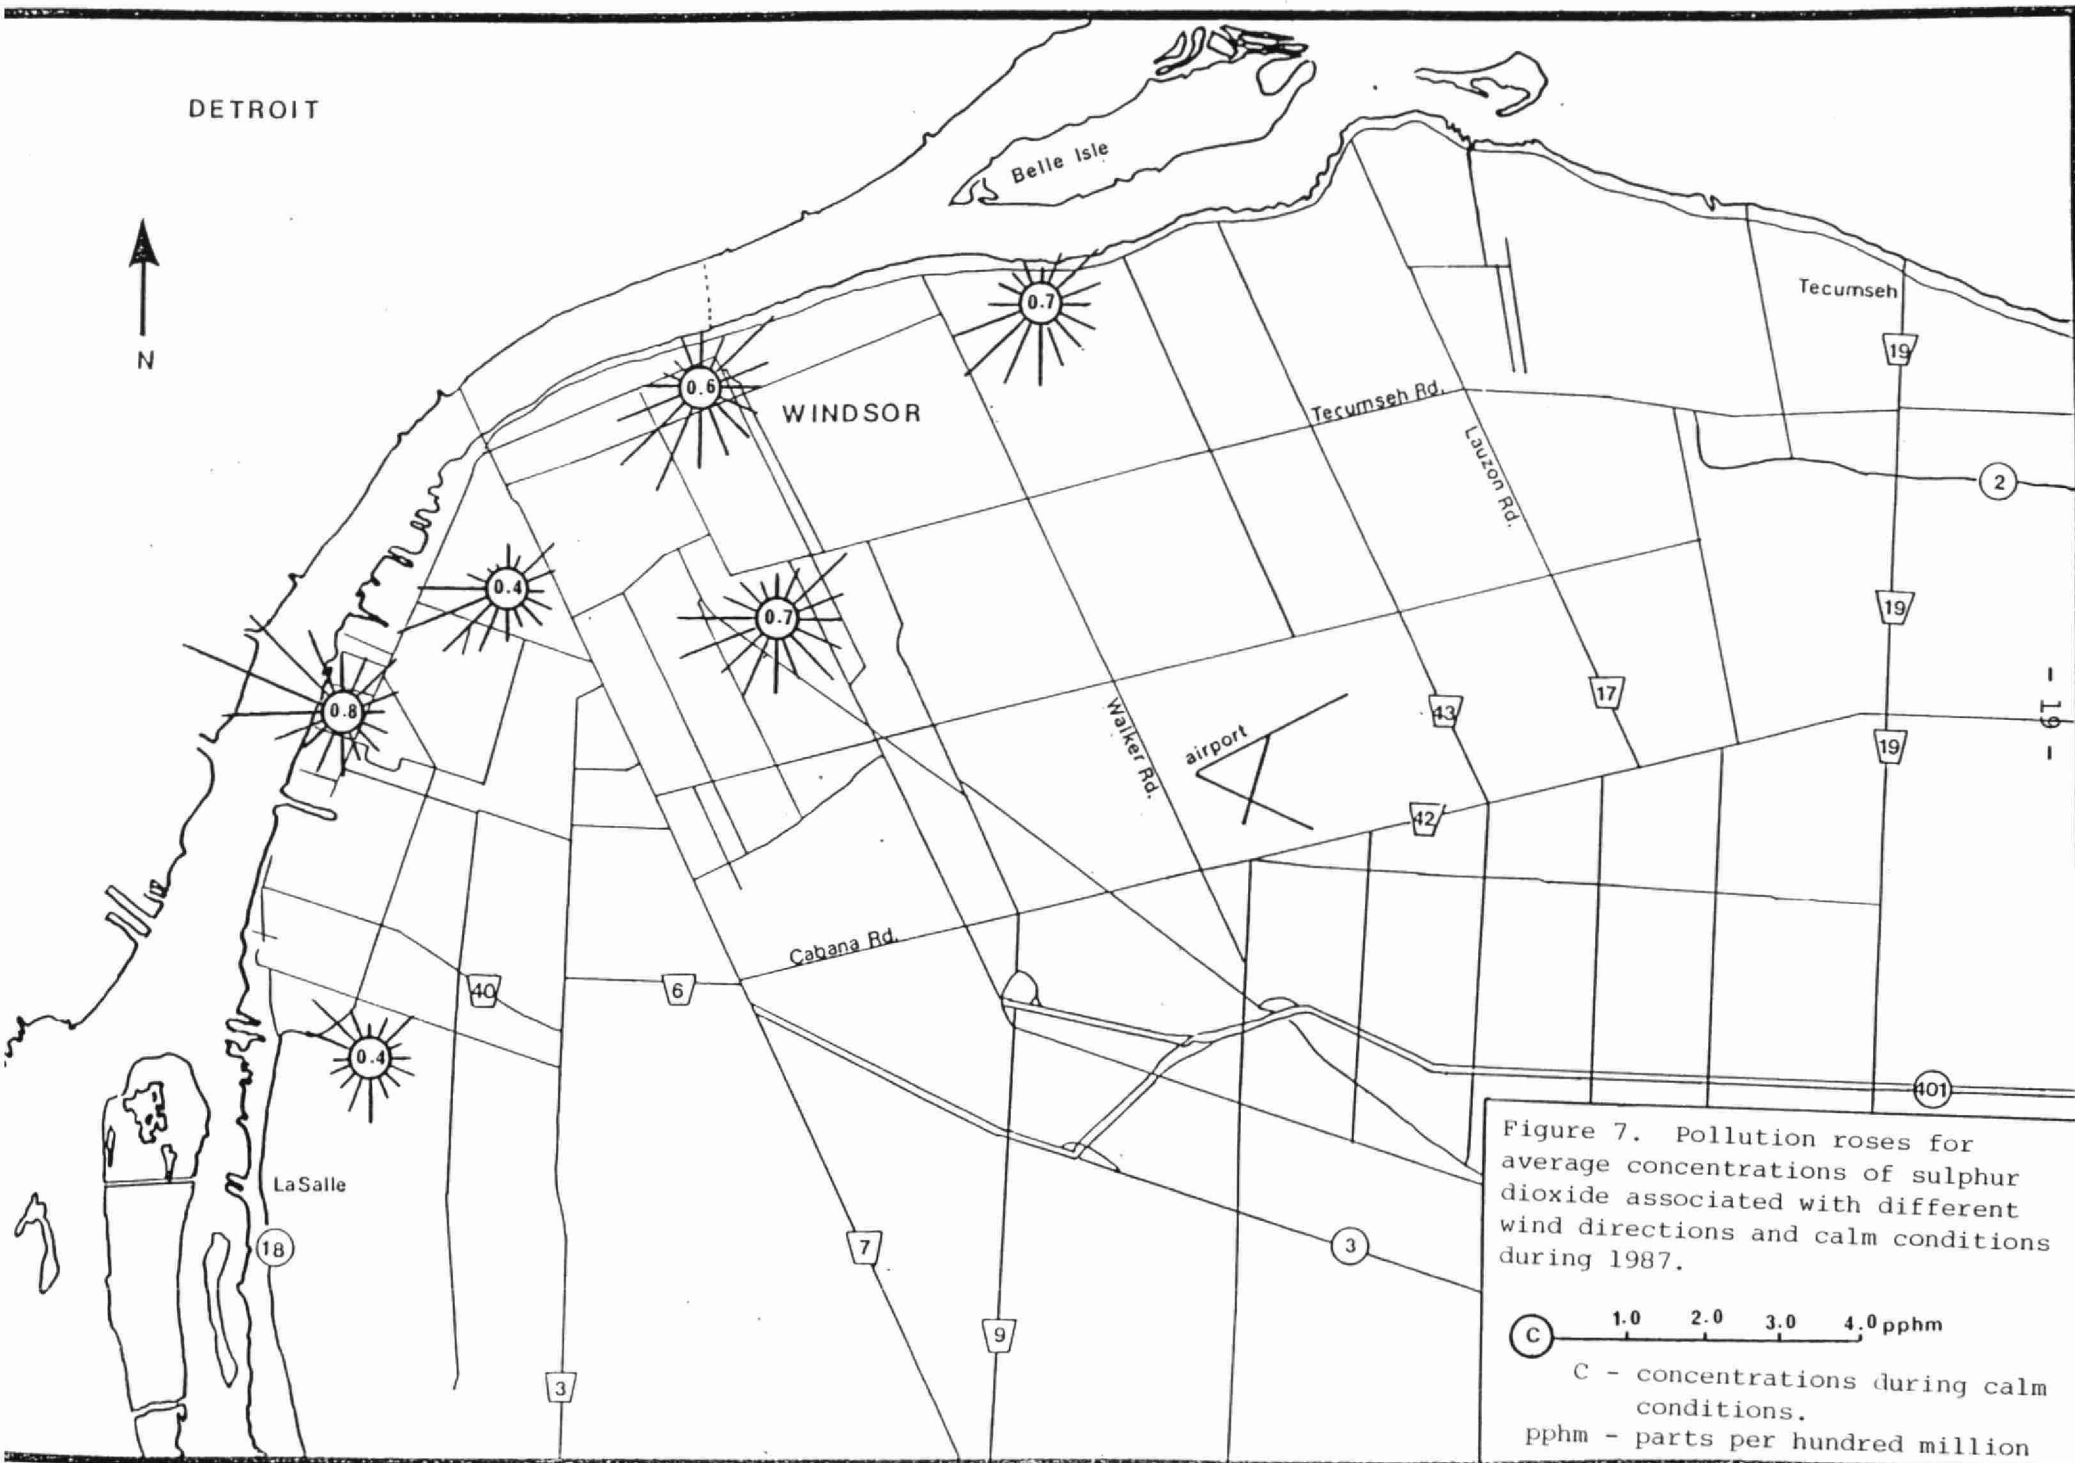 DETROIT
Belle Isle
N
Tecumseh
19
0.7
0.6
WINDSOR
Tecumseh Rd.
Lauzon Rd.
2
0.4
0.7
19
- 19 -
0.8
43
17
Walker Rd.
airport
19
42
Cabana Rd.
40
6
0.4
401
LaSalle
18
7
3
9
3
Figure 7. Pollution roses for
average concentrations of sulphur
dioxide associated with different
wind directions and calm conditions
during 1987.
1.0 2.0 3.0 4.0 pphm
C
C - concentrations during calm
conditions.
pphm - parts per hundred million